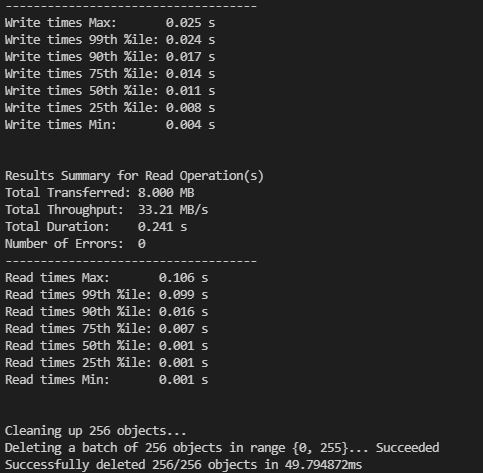 ------------------------------------
Write times Max:       0.025 s
Write times 99th %ile: 0.024 s
Write times 90th %ile: 0.017 s
Write times 75th %ile: 0.014 s
Write times 50th %ile: 0.011 s
Write times 25th %ile: 0.008 s
Write times Min:       0.004 s
Results Summary for Read Operation(s)
Total Transferred: 8.000 MB
Total Throughput:  33.21 MB/s
Total Duration:    0.241 s
Number of Errors:  0
------------------------------------
Read times Max:       0.106 s
Read times 99th %ile: 0.099 s
Read times 90th %ile: 0.016 s
Read times 75th %ile: 0.007 s
Read times 50th %ile: 0.001 s
Read times 25th %ile: 0.001 s
Read times Min:       0.001 s
Cleaning up 256 objects...
Deleting a batch of 256 objects in range {0, 255}... Succeeded
Successfully deleted 256/256 objects in 49.794872ms